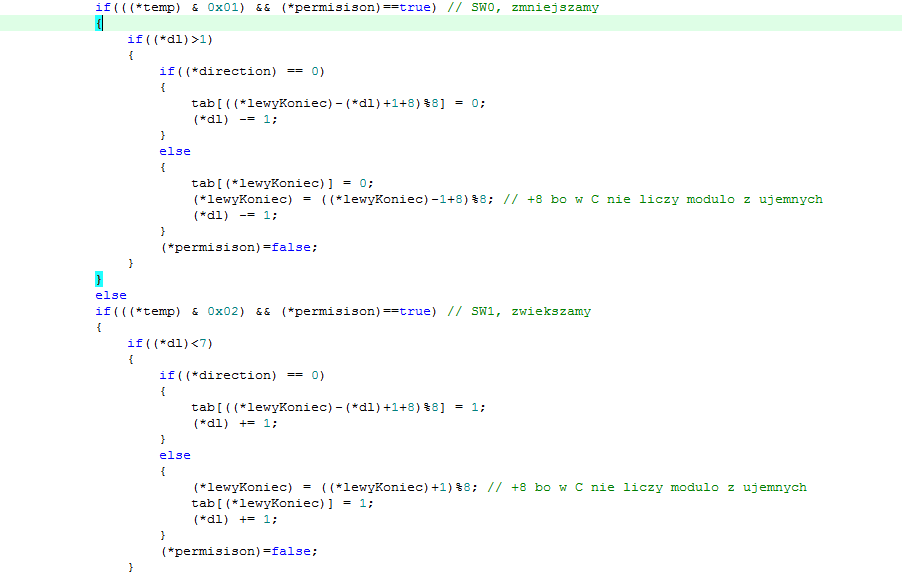 if(((*temp) & 0x01) && (*permisison)==true) // SW0, zmniejszamy
{
if((*dl)>1)
{
if((*direction) == 0)
{
tab[((*lewyKoniec)-(*dl)+1+8)%8] = 0;
(*dl) -= 1;
}
else
{
tab[(*lewyKoniec)] = 0;
(*lewyKoniec) = ((*lewyKoniec)-1+8)%8; // +8 bo w C nie liczy modulo z ujemnych
(*dl) -= 1;
}
(*permisison)=false;
}
}
else
if(((*temp) & 0x02) && (*permisison)==true) // SW1, zwiekszamy
{
if((*dl)<7)
{
if((*direction) == 0)
{
tab[((*lewyKoniec)-(*dl)+1+8)%8] = 1;
(*dl) += 1;
}
else
{
(*lewyKoniec) = ((*lewyKoniec)+1)%8; // +8 bo w C nie liczy modulo z ujemnych
tab[(*lewyKoniec)] = 1;
(*dl) += 1;
}
(*permisison)=false;
}